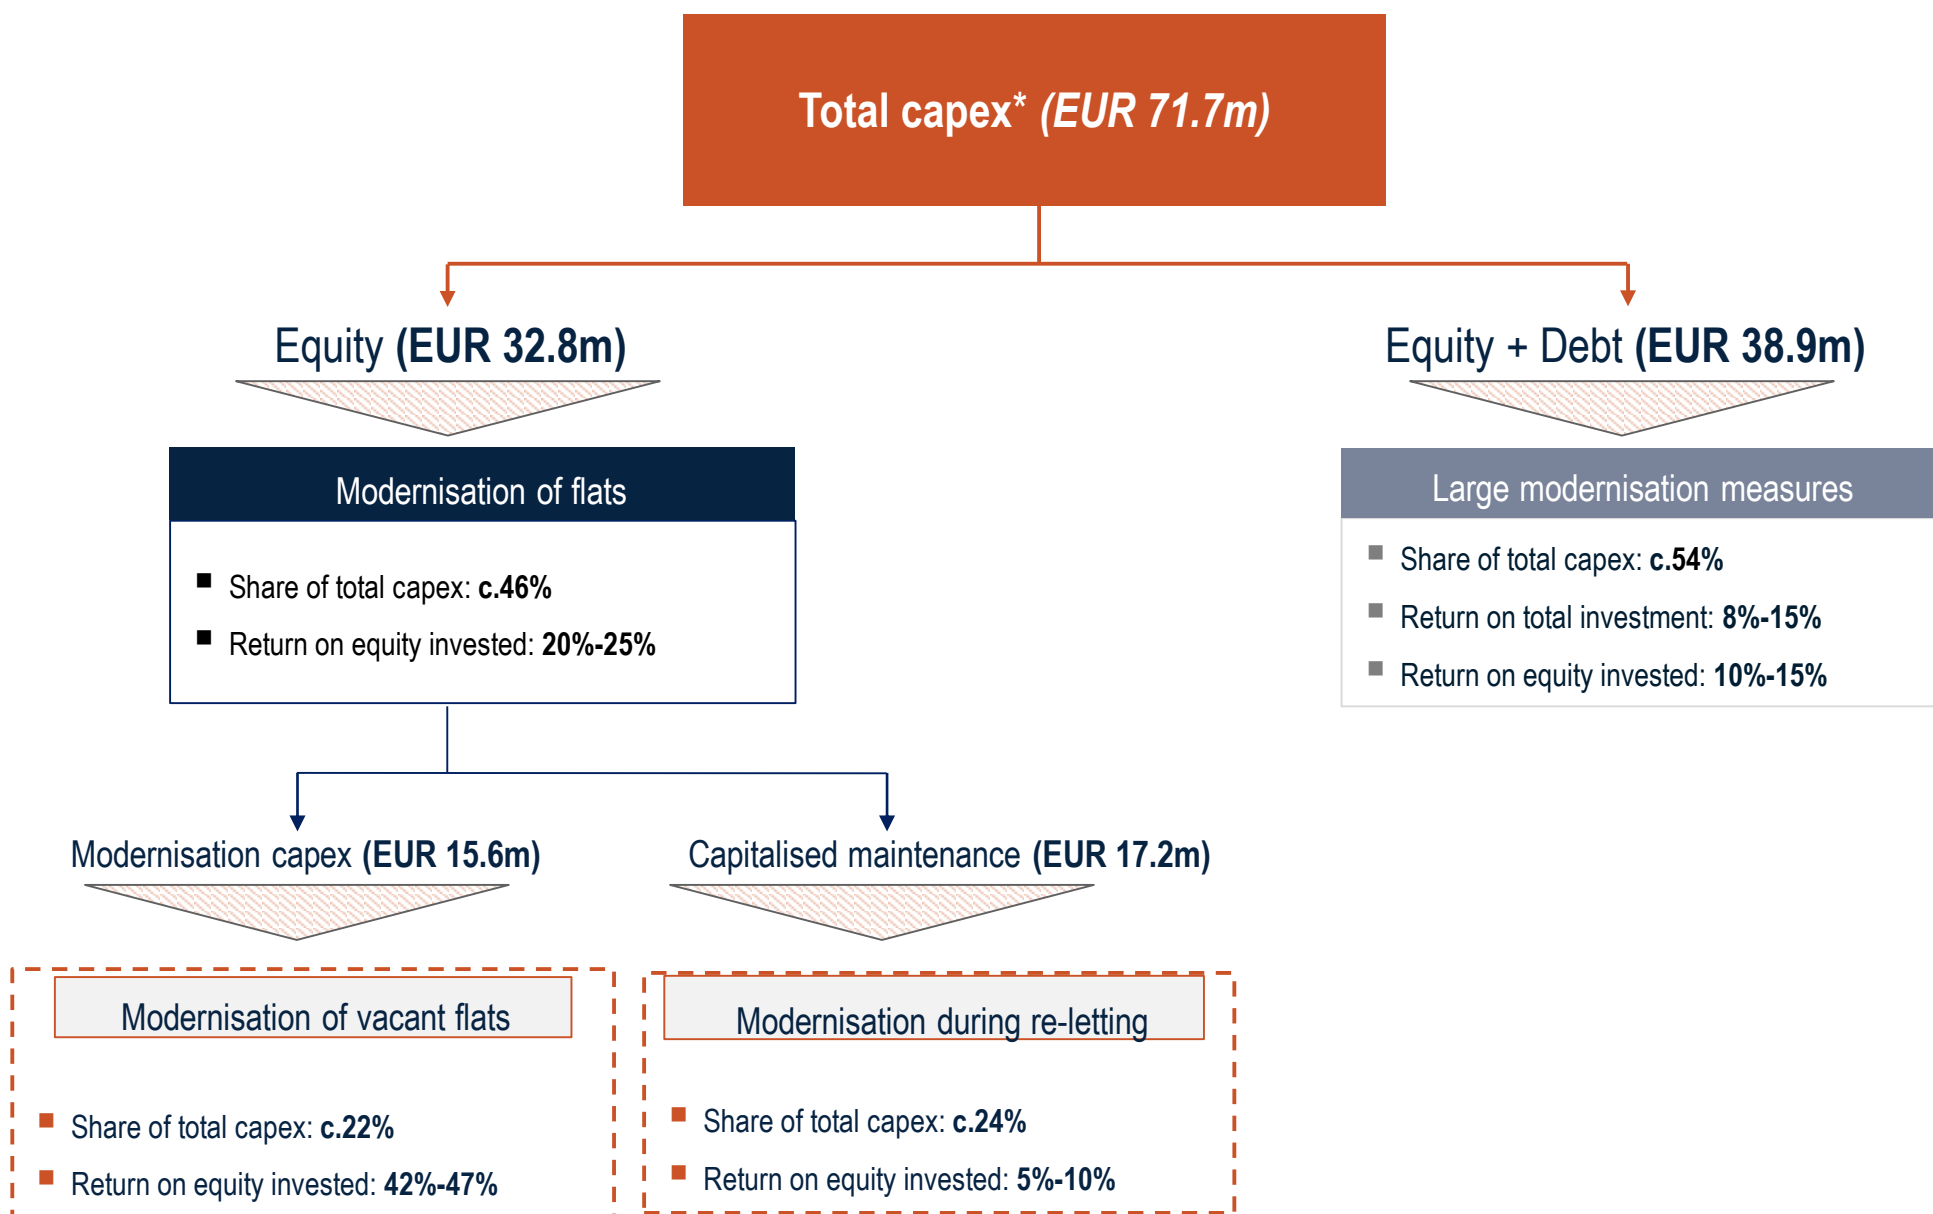 Total capex* (EUR 71.7m)
Equity (EUR 32.8m)
Equity + Debt (EUR 38.9m)
Modernisation of flats
Share of total capex: c.46%
Return on equity invested: 20%-25%
Large modernisation measures
Share of total capex: c.54%
Return on total investment: 8%-15%
Return on equity invested: 10%-15%
Modernisation capex (EUR 15.6m)
Capitalised maintenance (EUR 17.2m)
Modernisation of vacant flats
Share of total capex: c.22%
Return on equity invested: 42%-47%
Modernisation during re-letting
Share of total capex: c.24%
Return on equity invested: 5%-10%